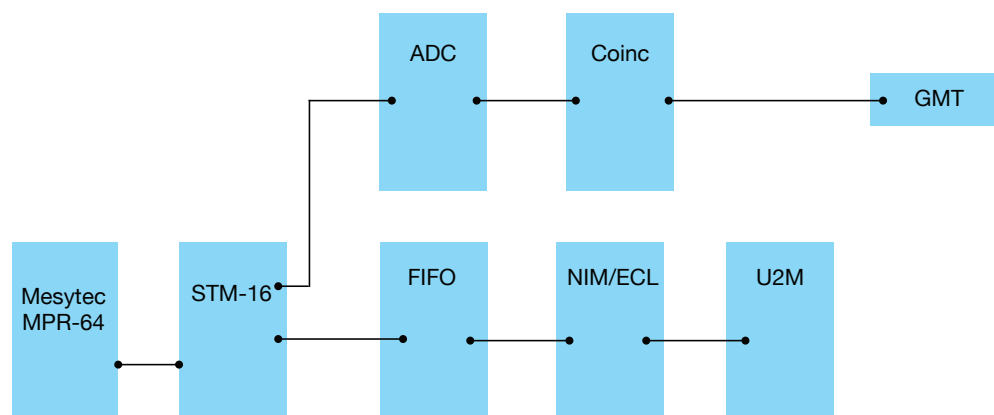 ADC
Coinc
GMT
Mesytec
MPR-64
STM-16
FIFO
NIM/ECL
U2M